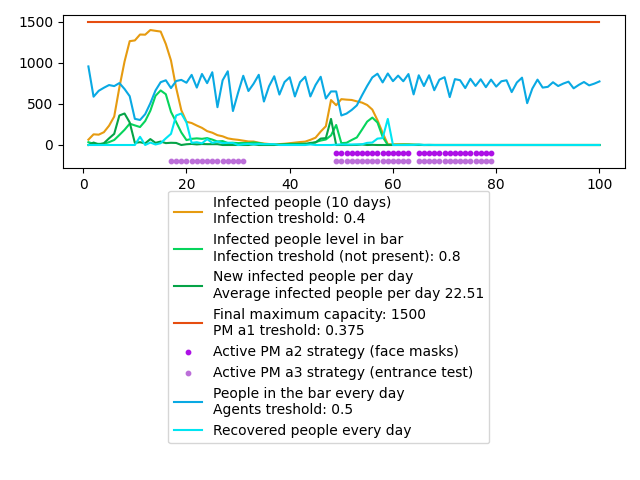 1500
1000
500
0
0
20
40
60
80
100
Infected people (10 days)
Infection treshold: 0.4
Infected people level in bar
Infection treshold (not present): 0.8
New infected people per day
Average infected people per day 22.51
Final maximum capacity: 1500
PM a1 treshold: 0.375
Active PM a2 strategy (face masks)
Active PM a3 strategy (entrance test)
People in the bar every day
Agents treshold: 0.5
Recovered people every day